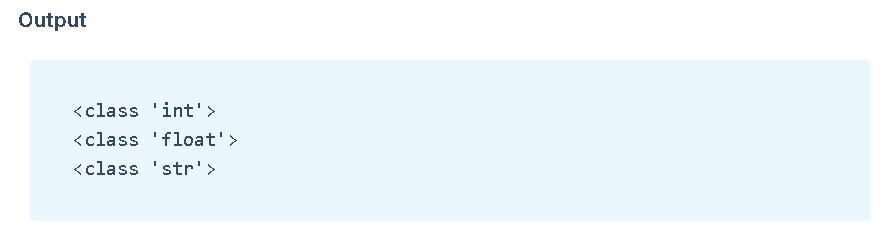 Output
<class 'int'>
<class 'float'>
<class 'str'>